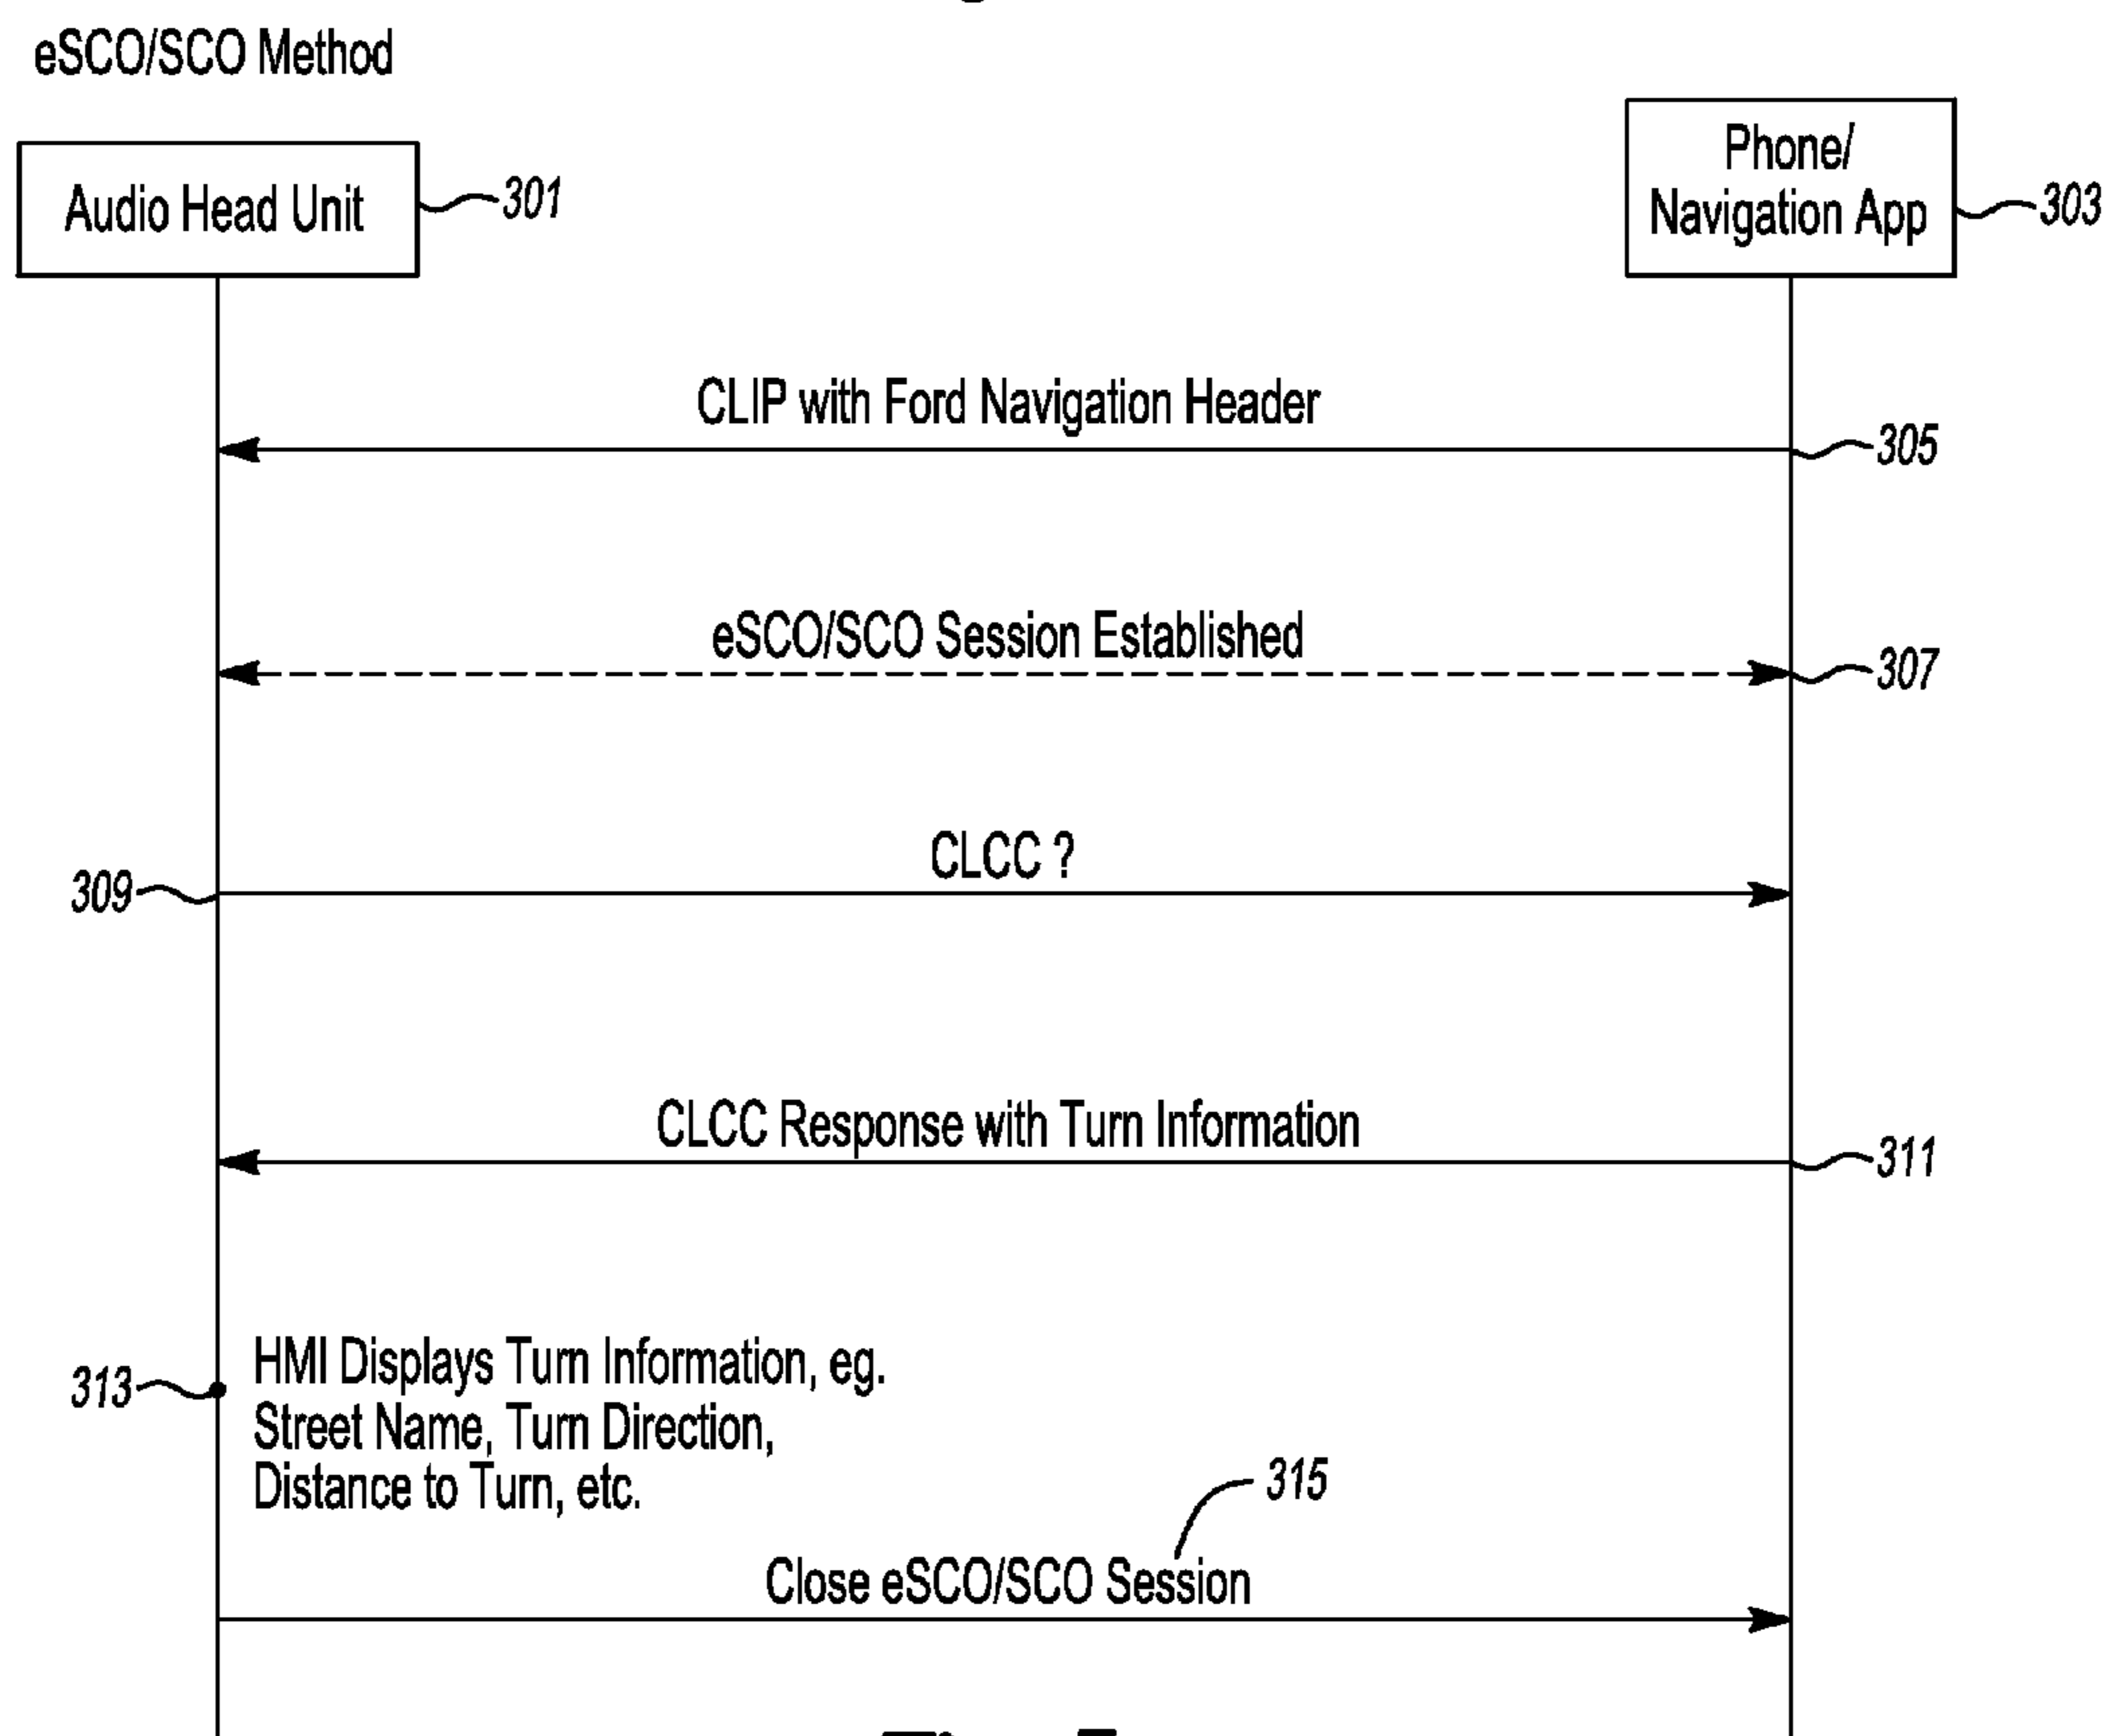 eSCO/SCO Method
Audio Head Unit
301
Phone/
Navigation App
303
CLIP with Ford Navigation Header
305
eSCO/SCO Session Established
307
CLCC ?
309
CLCC Response with Turn Information
311
HMI Displays Turn Information, eg.
Street Name, Turn Direction,
Distance to Turn, etc.
313
315
Close eSCO/SCO Session